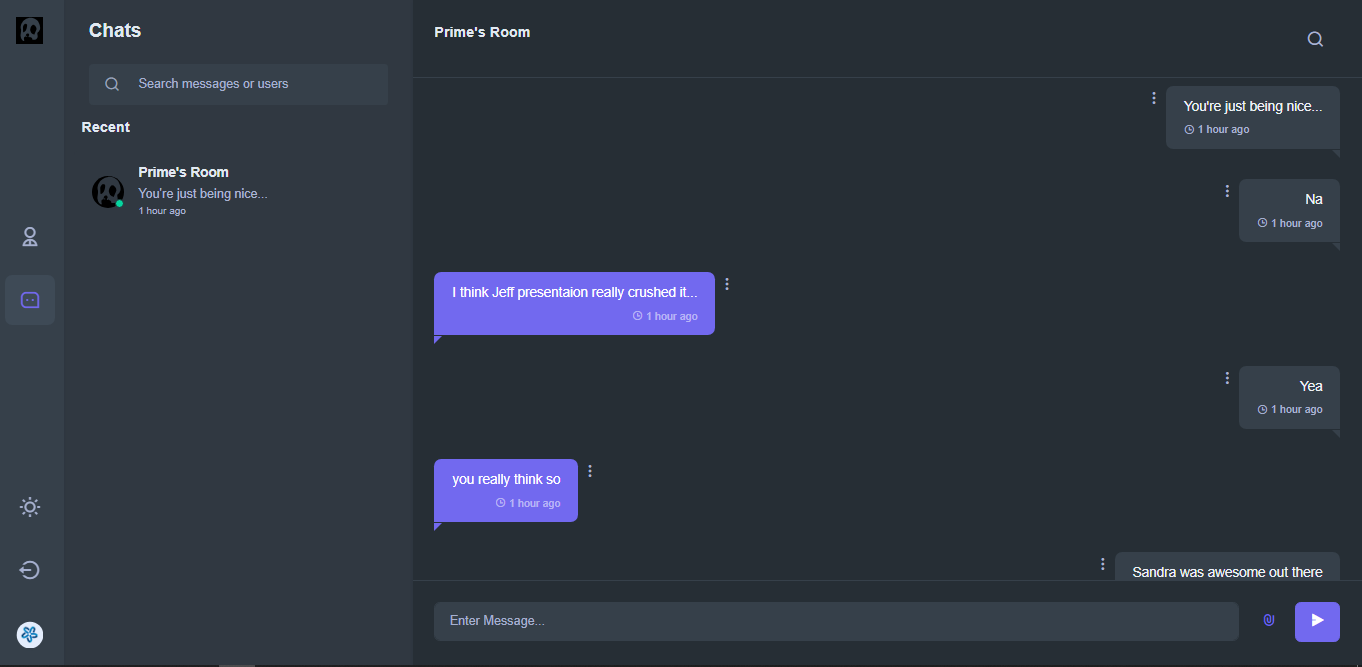 Chats
Search messages or users
Recent
Prime's Room
You're just being nice...
1 hour ago
Prime's Room
You're just being nice...
1 hour ago
Na
1 hour ago
I think Jeff presentaion really crushed it...
1 hour ago
Yea
1 hour ago
you really think so
1 hour ago
Sandra was awesome out there
Enter Message...